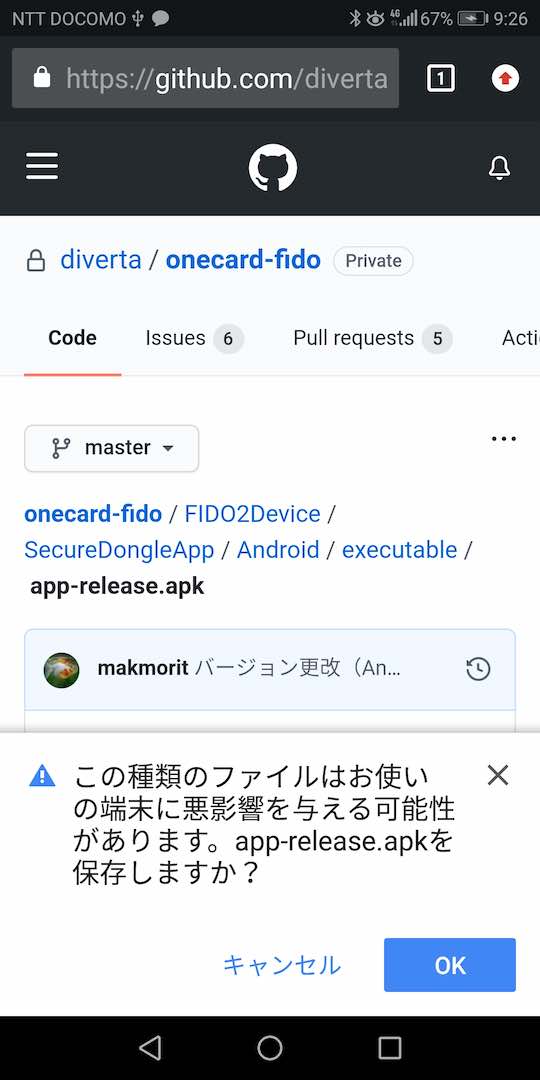 NTT DOCOMO 4G 67% 9:26
https://github.com/diverta 1
diverta / onecard-fido Private
Code Issues 6 Pull requests 5 Acti
master
onecard-fido / FIDO2Device /
SecureDongleApp / Android / executable /
app-release.apk
makmorit バージョン更改（An...
この種類のファイルはお使い
の端末に悪影響を与える可能性
があります。app-release.apkを
保存しますか？
キャンセル OK